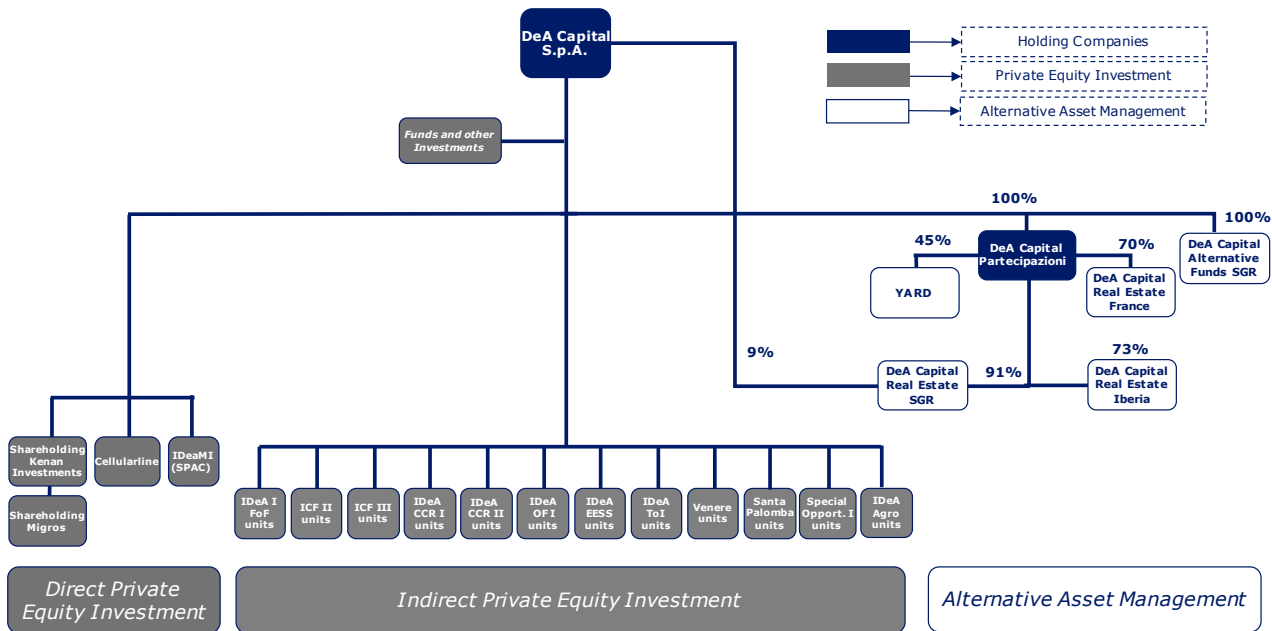 DeA Capital
S.p.A.
Holding Companies
Private Equity Investment
Alternative Asset Management
Funds and other
Investments
100%
100%
45%
DeA Capital
Partecipazioni
70%
DeA Capital
Alternative
Funds SGR
YARD
DeA Capital
Real Estate
France
9%
DeA Capital
Real Estate
SGR
91%
73%
DeA Capital
Real Estate
Iberia
Shareholding
Kenan
Investments
Cellularline
IDeaMI
(SPAC)
Shareholding
Migros
IDeA I
FoF
units
ICF II
units
ICF III
units
IDeA
CCR I
units
IDeA
CCR II
units
IDeA
OF I
units
IDeA
EESS
units
IDeA
ToI
units
Venere
units
Santa
Palomba
units
Special
Opport. I
units
IDeA
Agro
units
Direct Private
Equity Investment
Indirect Private Equity Investment
Alternative Asset Management